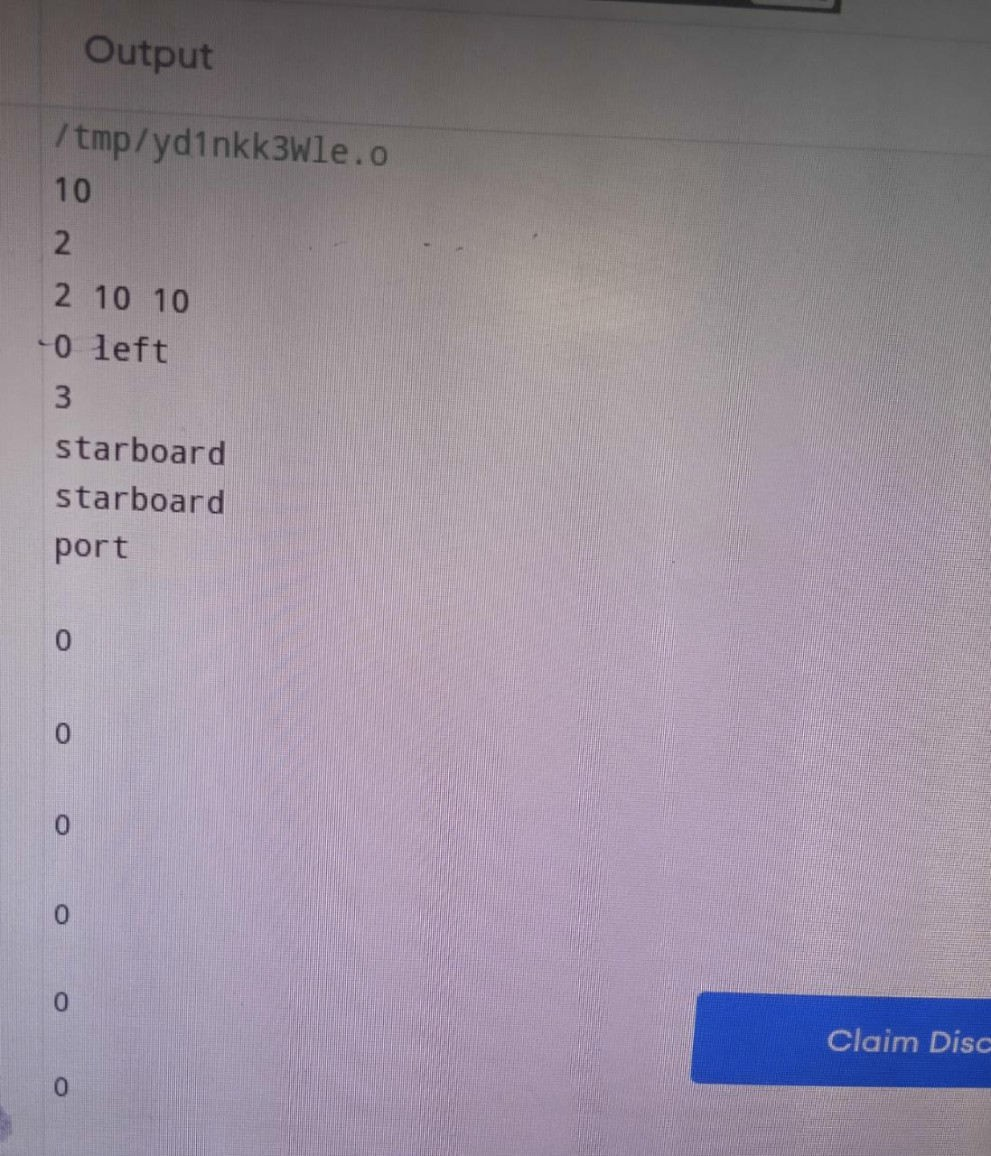 Output
/tmp/yd1nkk3Wle.o
10
2
2 10 10
0 left
3
starboard
starboard
port
0
0
0
0
0
0
Claim Disc